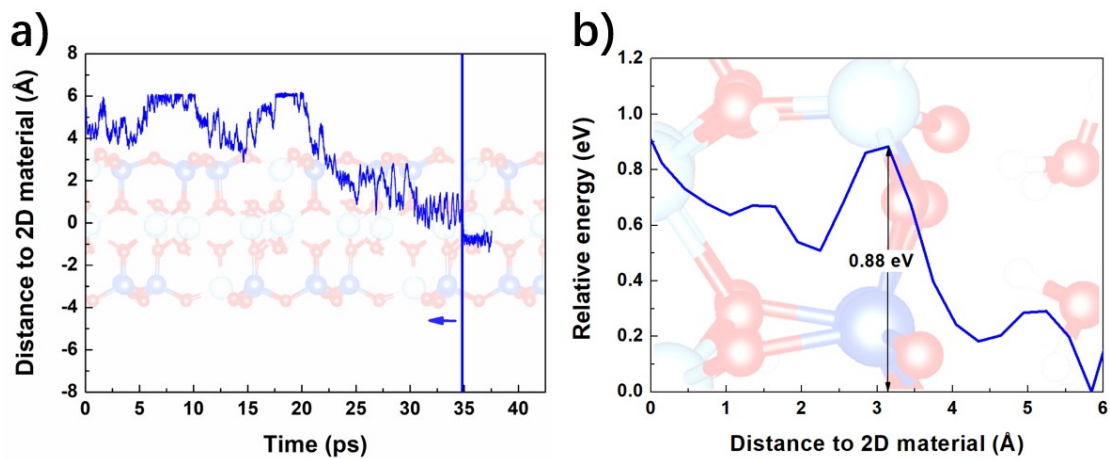 a)
Distance to 2D material (Å)
8
6
4
2
0
-2
-4
-6
-8
0 5 10 15 20 25 30 35 40
Time (ps)
b)
Relative energy (eV)
1.2
1.0
0.8
0.6
0.4
0.2
0.0
0.88 eV
0 1 2 3 4 5 6
Distance to 2D material (Å)